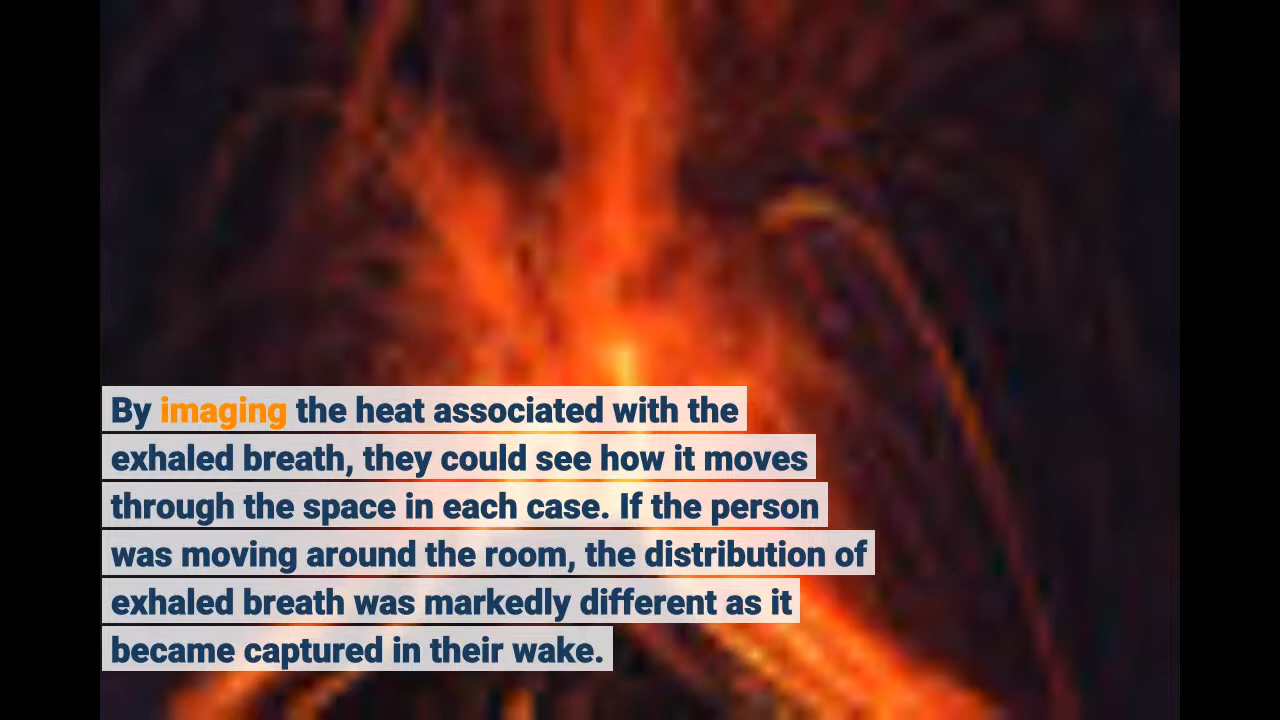 By imaging the heat associated with the
exhaled breath, they could see how it moves
through the space in each case. If the person
was moving around the room, the distribution of
exhaled breath was markedly different as it
became captured in their wake.